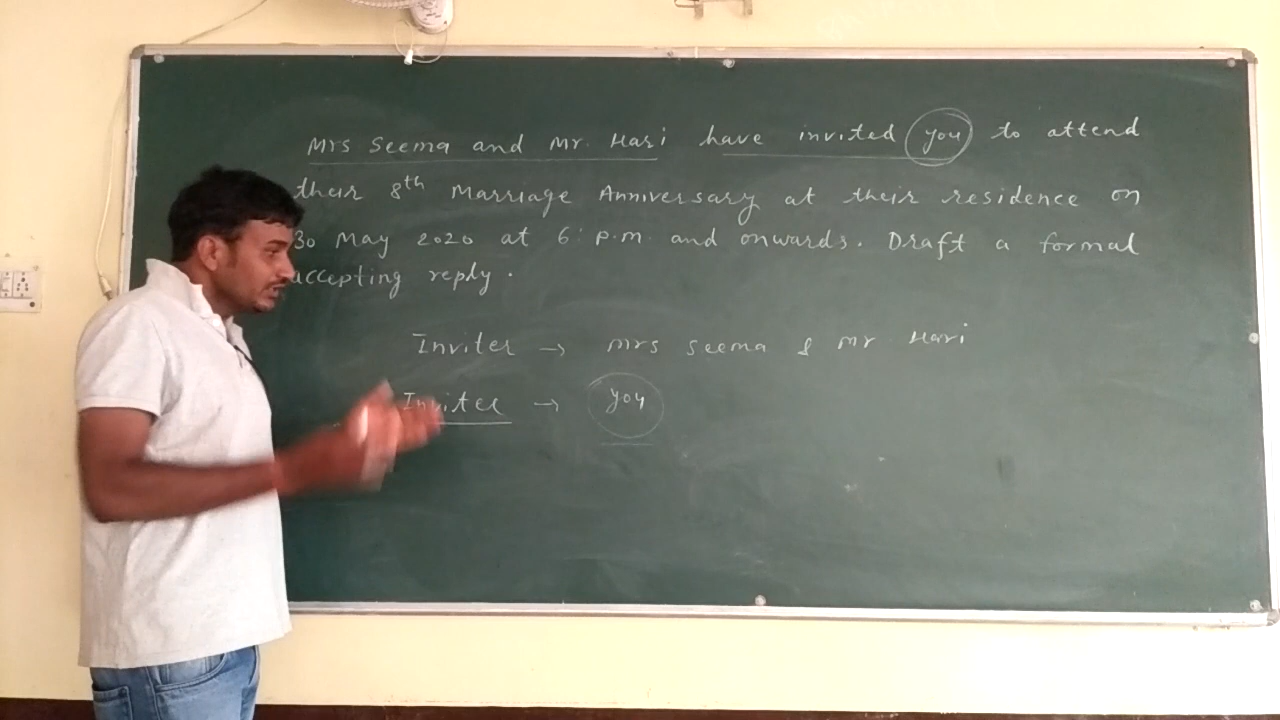 Mrs Seema and Mr. Hari have invited you to attend
their 8th Marriage Anniversary at their residence on
30 May 2020 at 6: p.m. and onwards. Draft a formal
accepting reply.
Inviter → Mrs Seema & Mr. Hari
Invitee → you